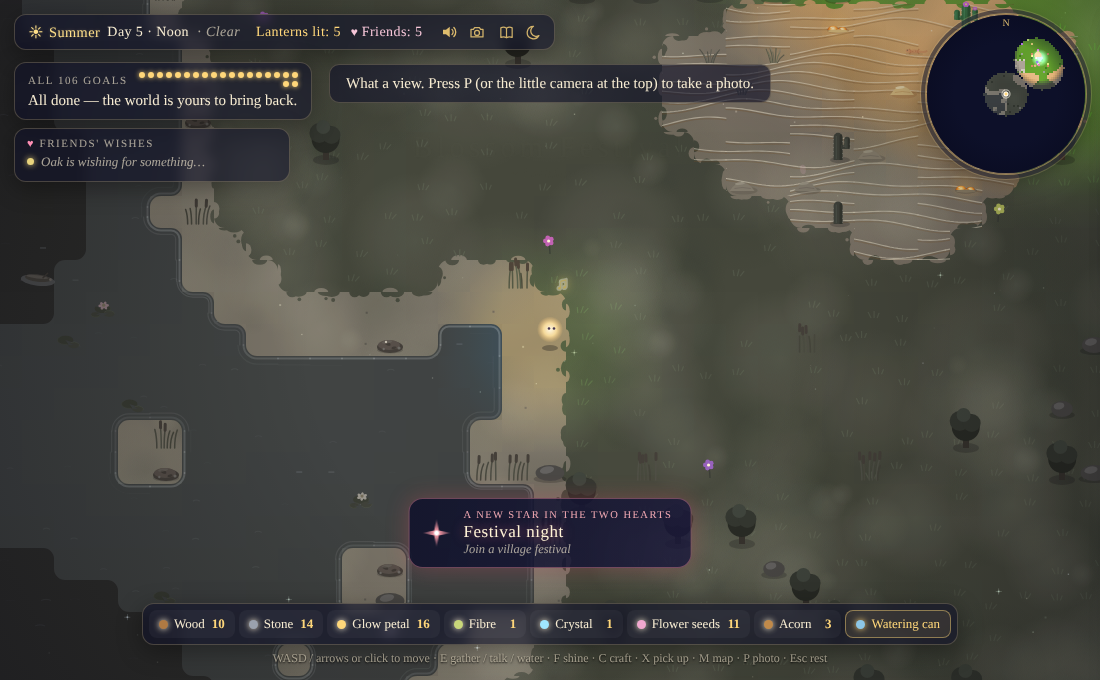 Summer Day 5 · Noon · Clear Lanterns lit: 5 ♥ Friends: 5
N
ALL 106 GOALS
All done — the world is yours to bring back.
What a view. Press P (or the little camera at the top) to take a photo.
♥ FRIENDS' WISHES
Oak is wishing for something…
A NEW STAR IN THE TWO HEARTS
Festival night
Join a village festival
Wood 10 Stone 14 Glow petal 16 Fibre 1 Crystal 1 Flower seeds 11 Acorn 3 Watering can
WASD / arrows or click to move · E gather / talk / water · F shine · C craft · X pick up · M map · P photo · Esc rest